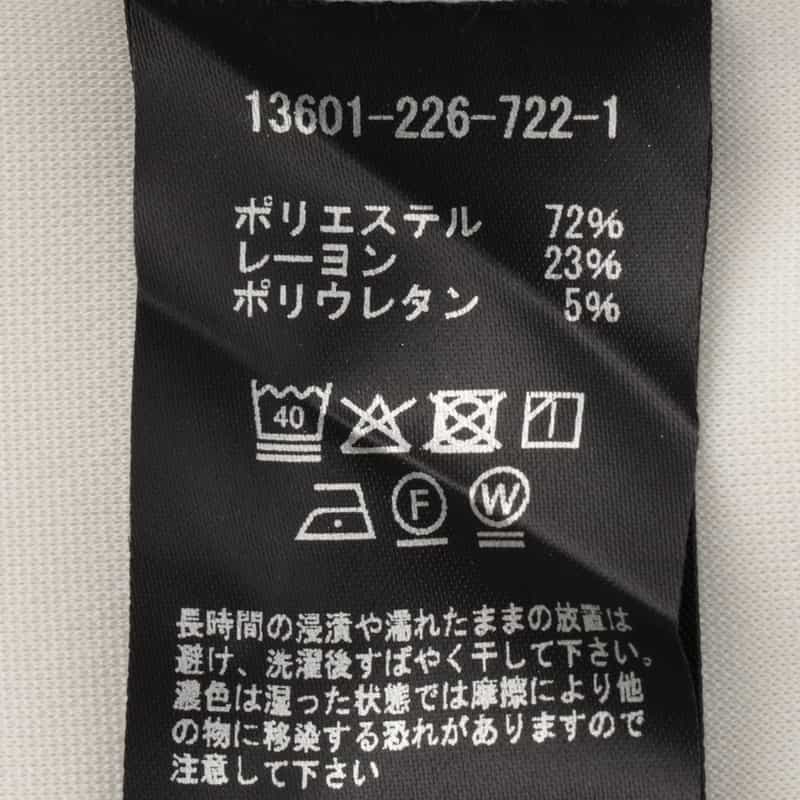 13601-226-722-1
ポリエステル 72%
レーヨン 23%
ポリウレタン 5%
40
F W
長時間の浸漬や濡れたままの放置は
避け、洗濯後すばやく干して下さい。
濃色は湿った状態では摩擦により他
の物に移染する恐れがありますので
注意して下さい